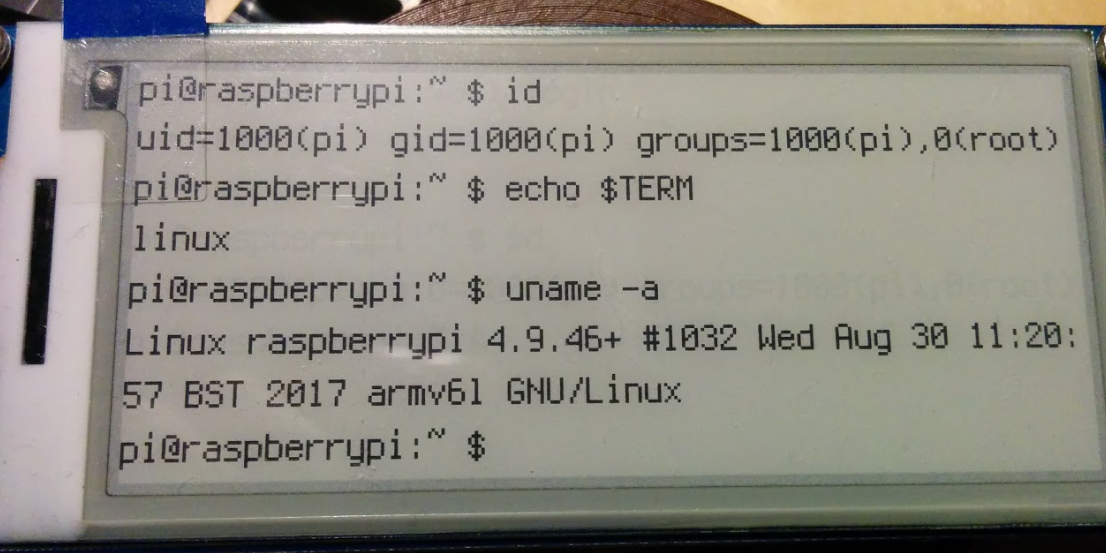 pi@raspberrypi:~ $ id
uid=1000(pi) gid=1000(pi) groups=1000(pi),0(root)
pi@raspberrypi:~ $ echo $TERM
linux
pi@raspberrypi:~ $ uname -a
Linux raspberrypi 4.9.46+ #1032 Wed Aug 30 11:20:
57 BST 2017 armv6l GNU/Linux
pi@raspberrypi:~ $